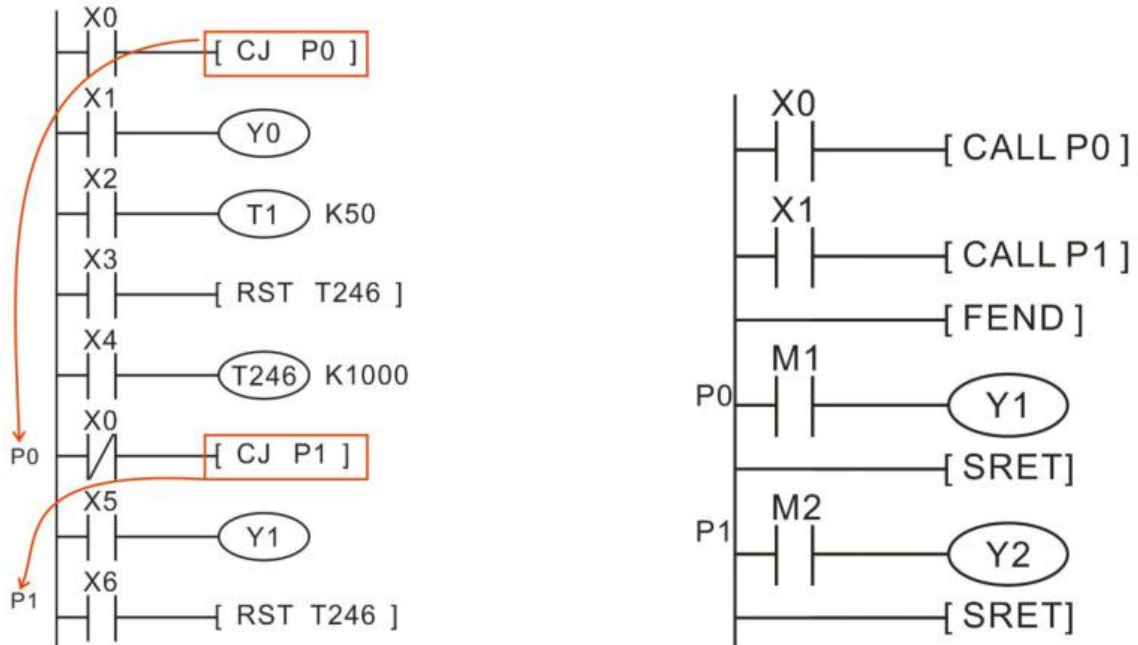 X0
[ CJ P0 ]
X1
Y0
X2
T1 K50
X3
[ RST T246 ]
X4
T246 K1000
X0
P0 [ CJ P1 ]
X5
Y1
X6
P1 [ RST T246 ]
X0
[ CALL P0 ]
X1
[ CALL P1 ]
[ FEND ]
M1
P0 Y1
[ SRET]
M2
P1 Y2
[ SRET]